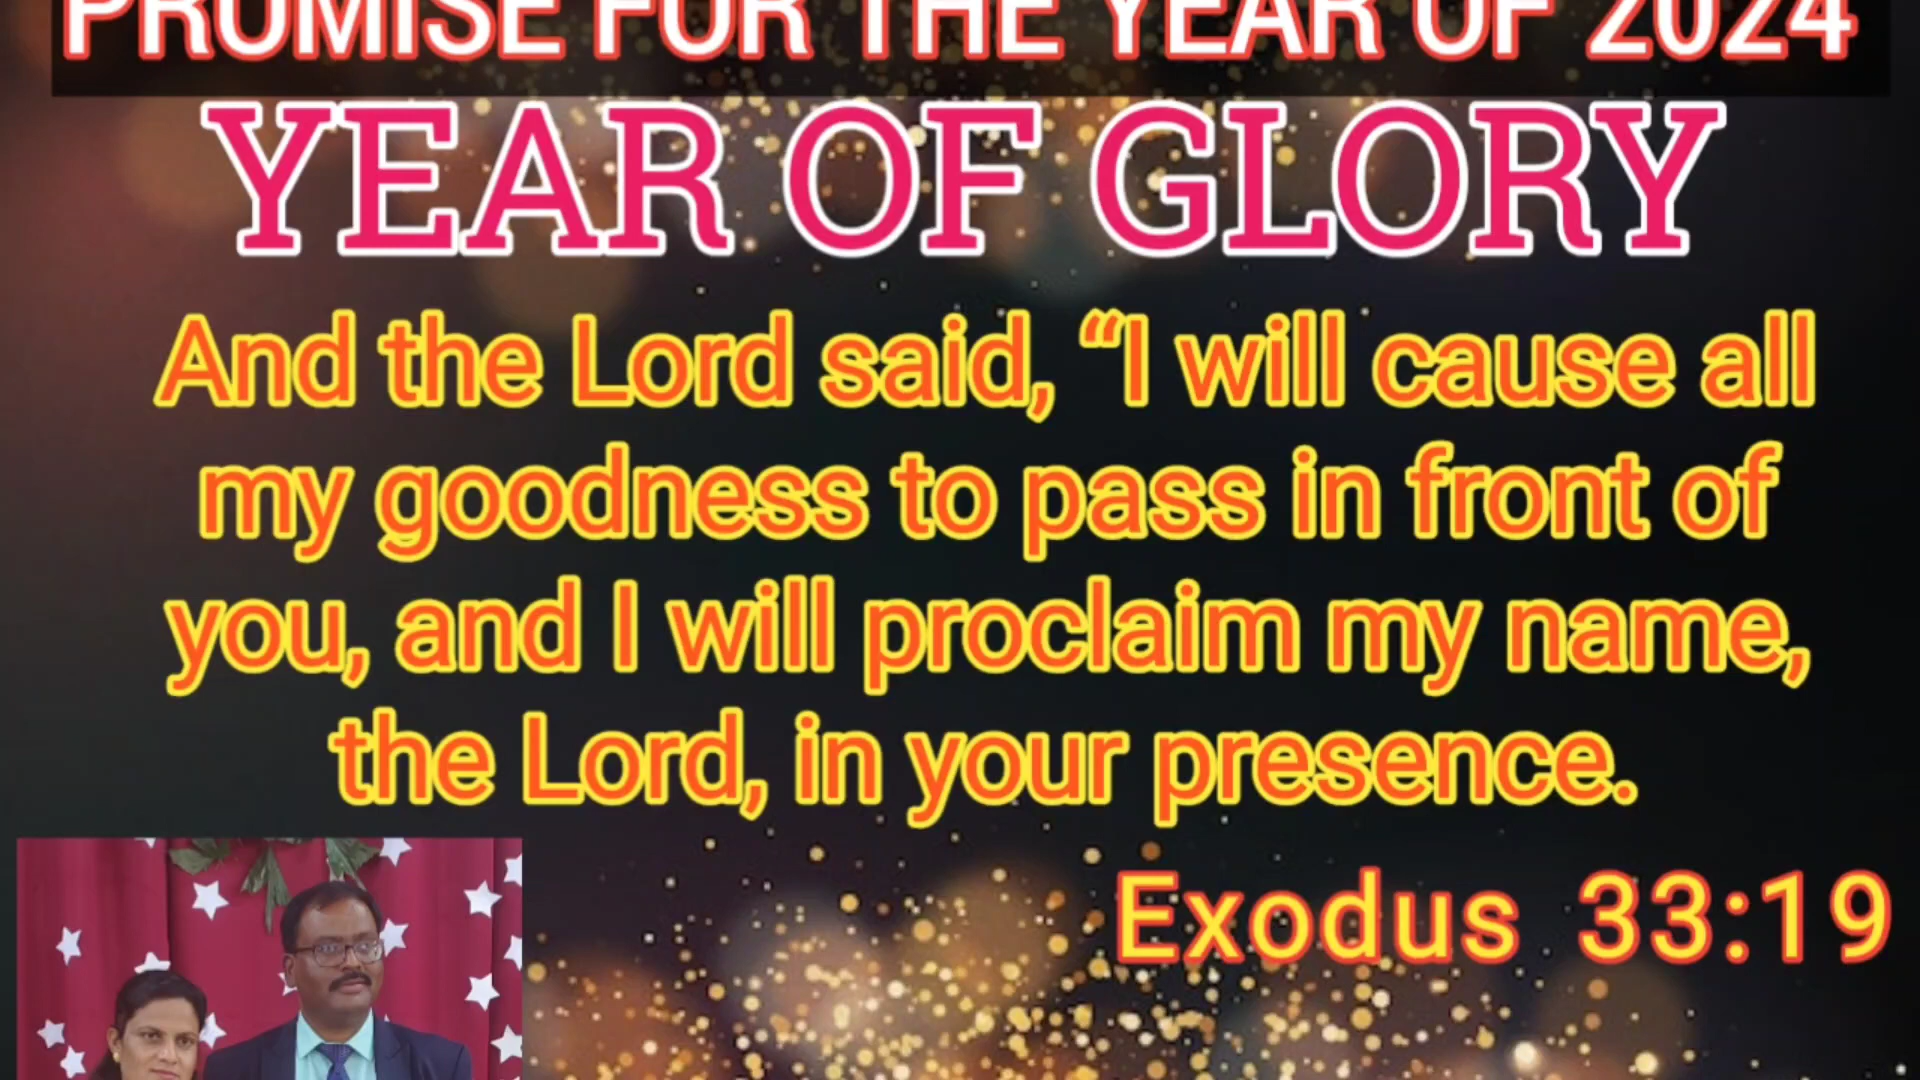 PROMISE FOR THE YEAR OF 2024
YEAR OF GLORY
And the Lord said, “I will cause all
my goodness to pass in front of
you, and I will proclaim my name,
the Lord, in your presence.
Exodus 33:19